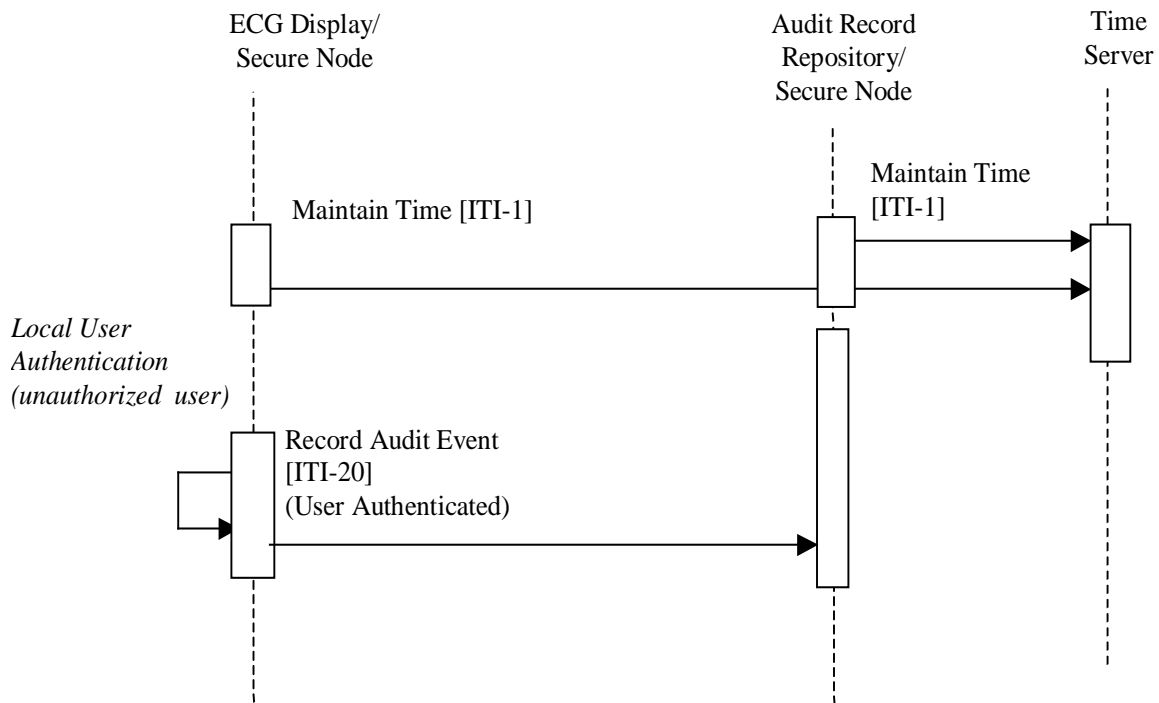 ECG Display/
Secure Node
Audit Record
Repository/
Secure Node
Time
Server
Maintain Time [ITI-1]
Maintain Time
[ITI-1]
Local User
Authentication
(unauthorized user)
Record Audit Event
[ITI-20]
(User Authenticated)